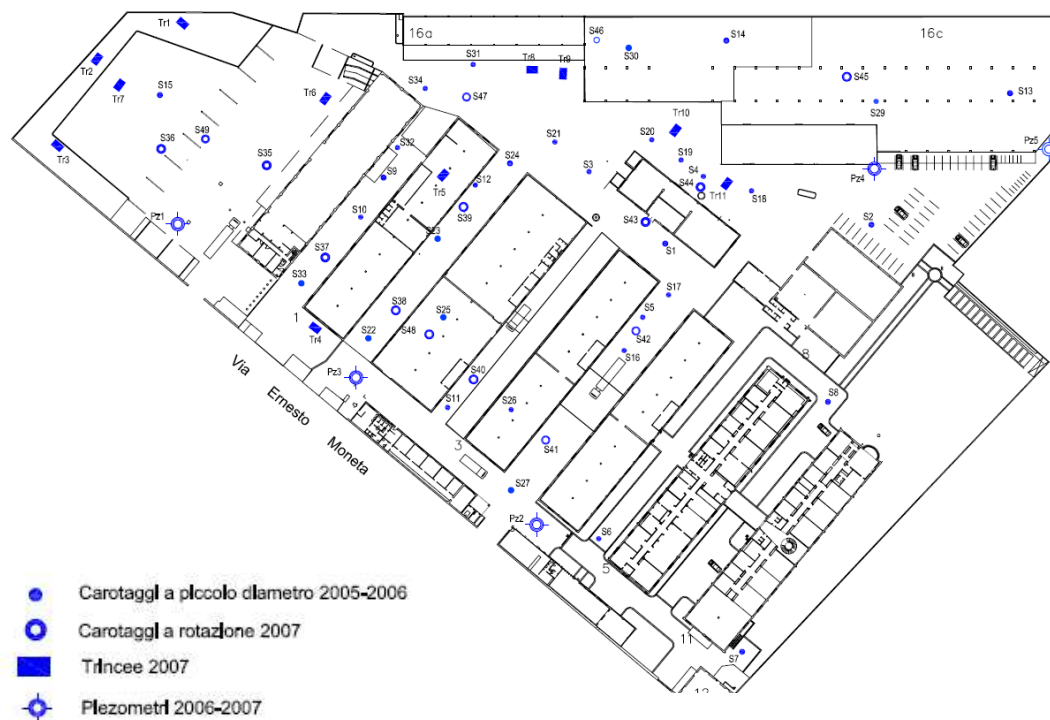 Tr1
16a
S46
S14
16c
S30
Tr2
S31
Tr8
Tr9
S45
S34
Tr7
S15
Tr6
S47
S13
S29
Tr10
S36
S49
S32
S21
S20
Tr3
S35
S24
S3
S19
Pz5
S9
Tr5
S12
S4
Pz4
S44
Tr11
S18
Pz1
S10
S39
S43
S2
S23
S1
S37
S33
S17
S38
S25
S5
1
Tr4
S22
S48
S42
S16
8
Via
Pz3
S40
Ernesto
S11
S26
S8
Moneta
3
S41
S27
Pz2
S6
5
11
S7
12
Carotaggi a piccolo diametro 2005-2006
Carotaggi a rotazione 2007
Trincee 2007
Piezometri 2006-2007